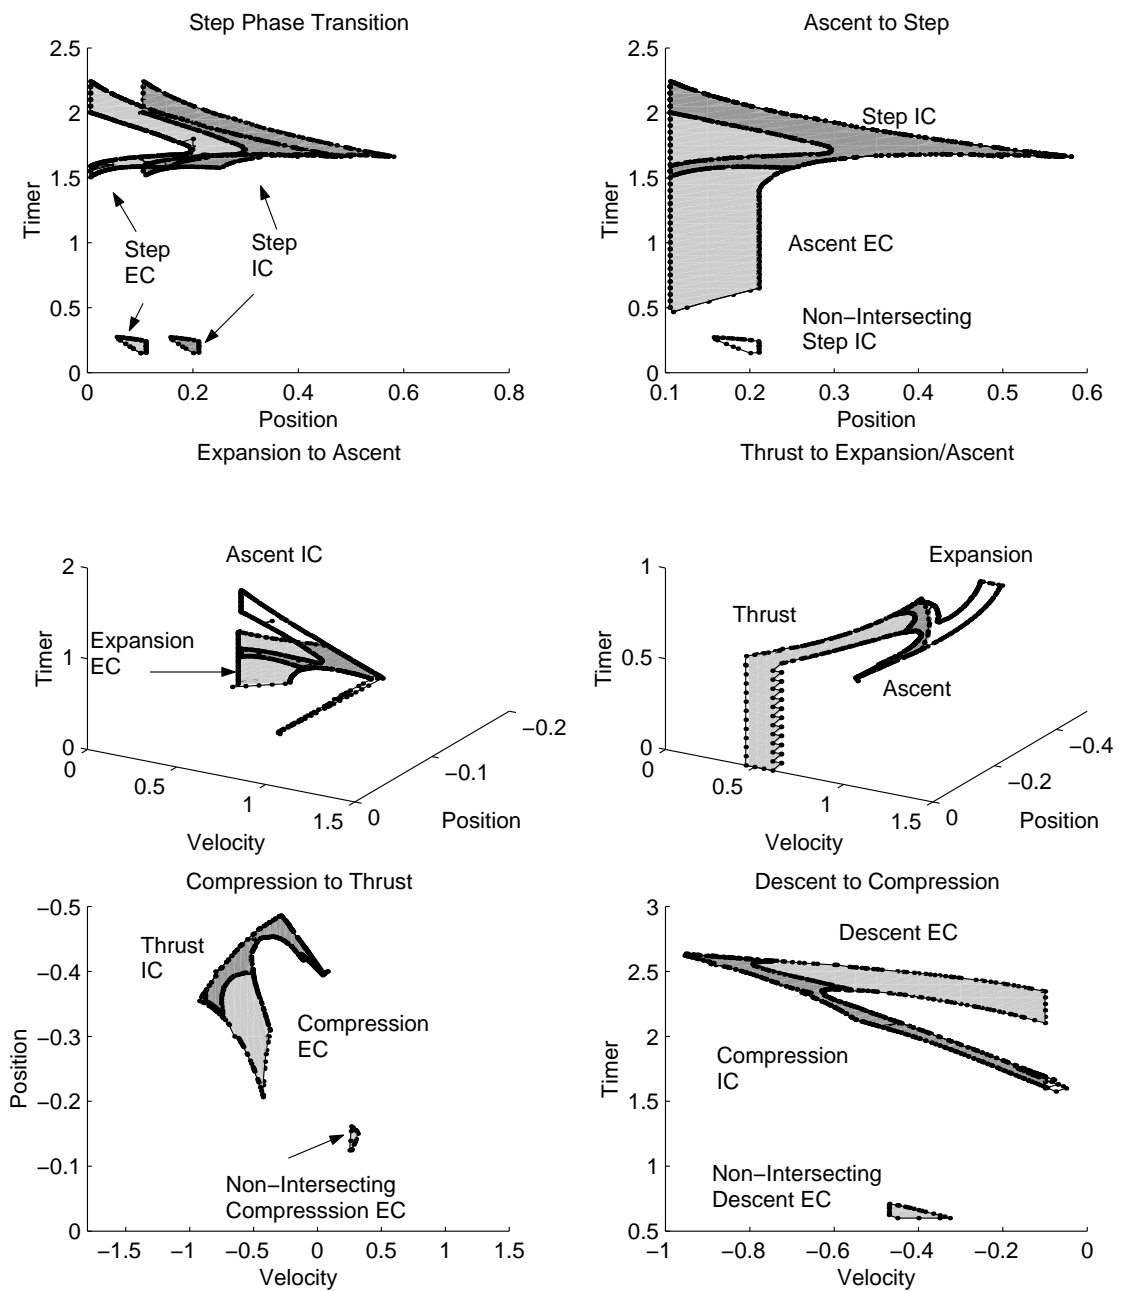 Step Phase Transition
2.5
2
1.5
1
0.5
0
Timer
Step
EC
Step
IC
0 0.2 0.4 0.6 0.8
Position
Ascent to Step
2.5
2
1.5
1
0.5
0
Timer
Step IC
Ascent EC
Non−Intersecting
Step IC
0.1 0.2 0.3 0.4 0.5 0.6
Position
Expansion to Ascent
Ascent IC
2
1
0
Timer
Expansion
EC
0
0.5
1
1.5
Velocity
0
−0.1
−0.2
Position
Thrust to Expansion/Ascent
Expansion
1
0.5
0
Timer
Thrust
Ascent
0
0.5
1
1.5
Velocity
0
−0.2
−0.4
Position
Compression to Thrust
−0.5
−0.4
−0.3
−0.2
−0.1
0
Position
Thrust
IC
Compression
EC
Non−Intersecting
Compresssion EC
−1.5 −1 −0.5 0 0.5 1 1.5
Velocity
Descent to Compression
3
2.5
2
1.5
1
0.5
Timer
Descent EC
Compression
IC
Non−Intersecting
Descent EC
−1 −0.8 −0.6 −0.4 −0.2 0
Velocity